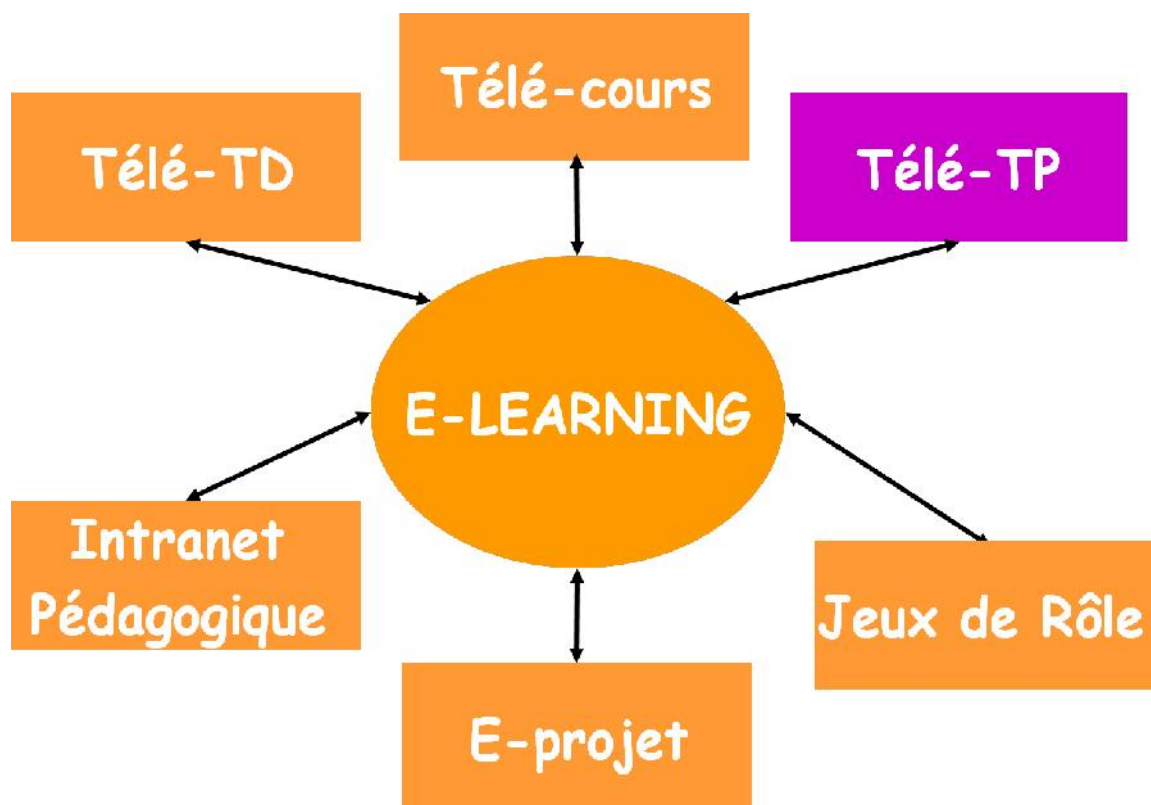 Télé-cours
Télé-TD
Télé-TP
E-LEARNING
Intranet
Pédagogique
Jeux de Rôle
E-projet